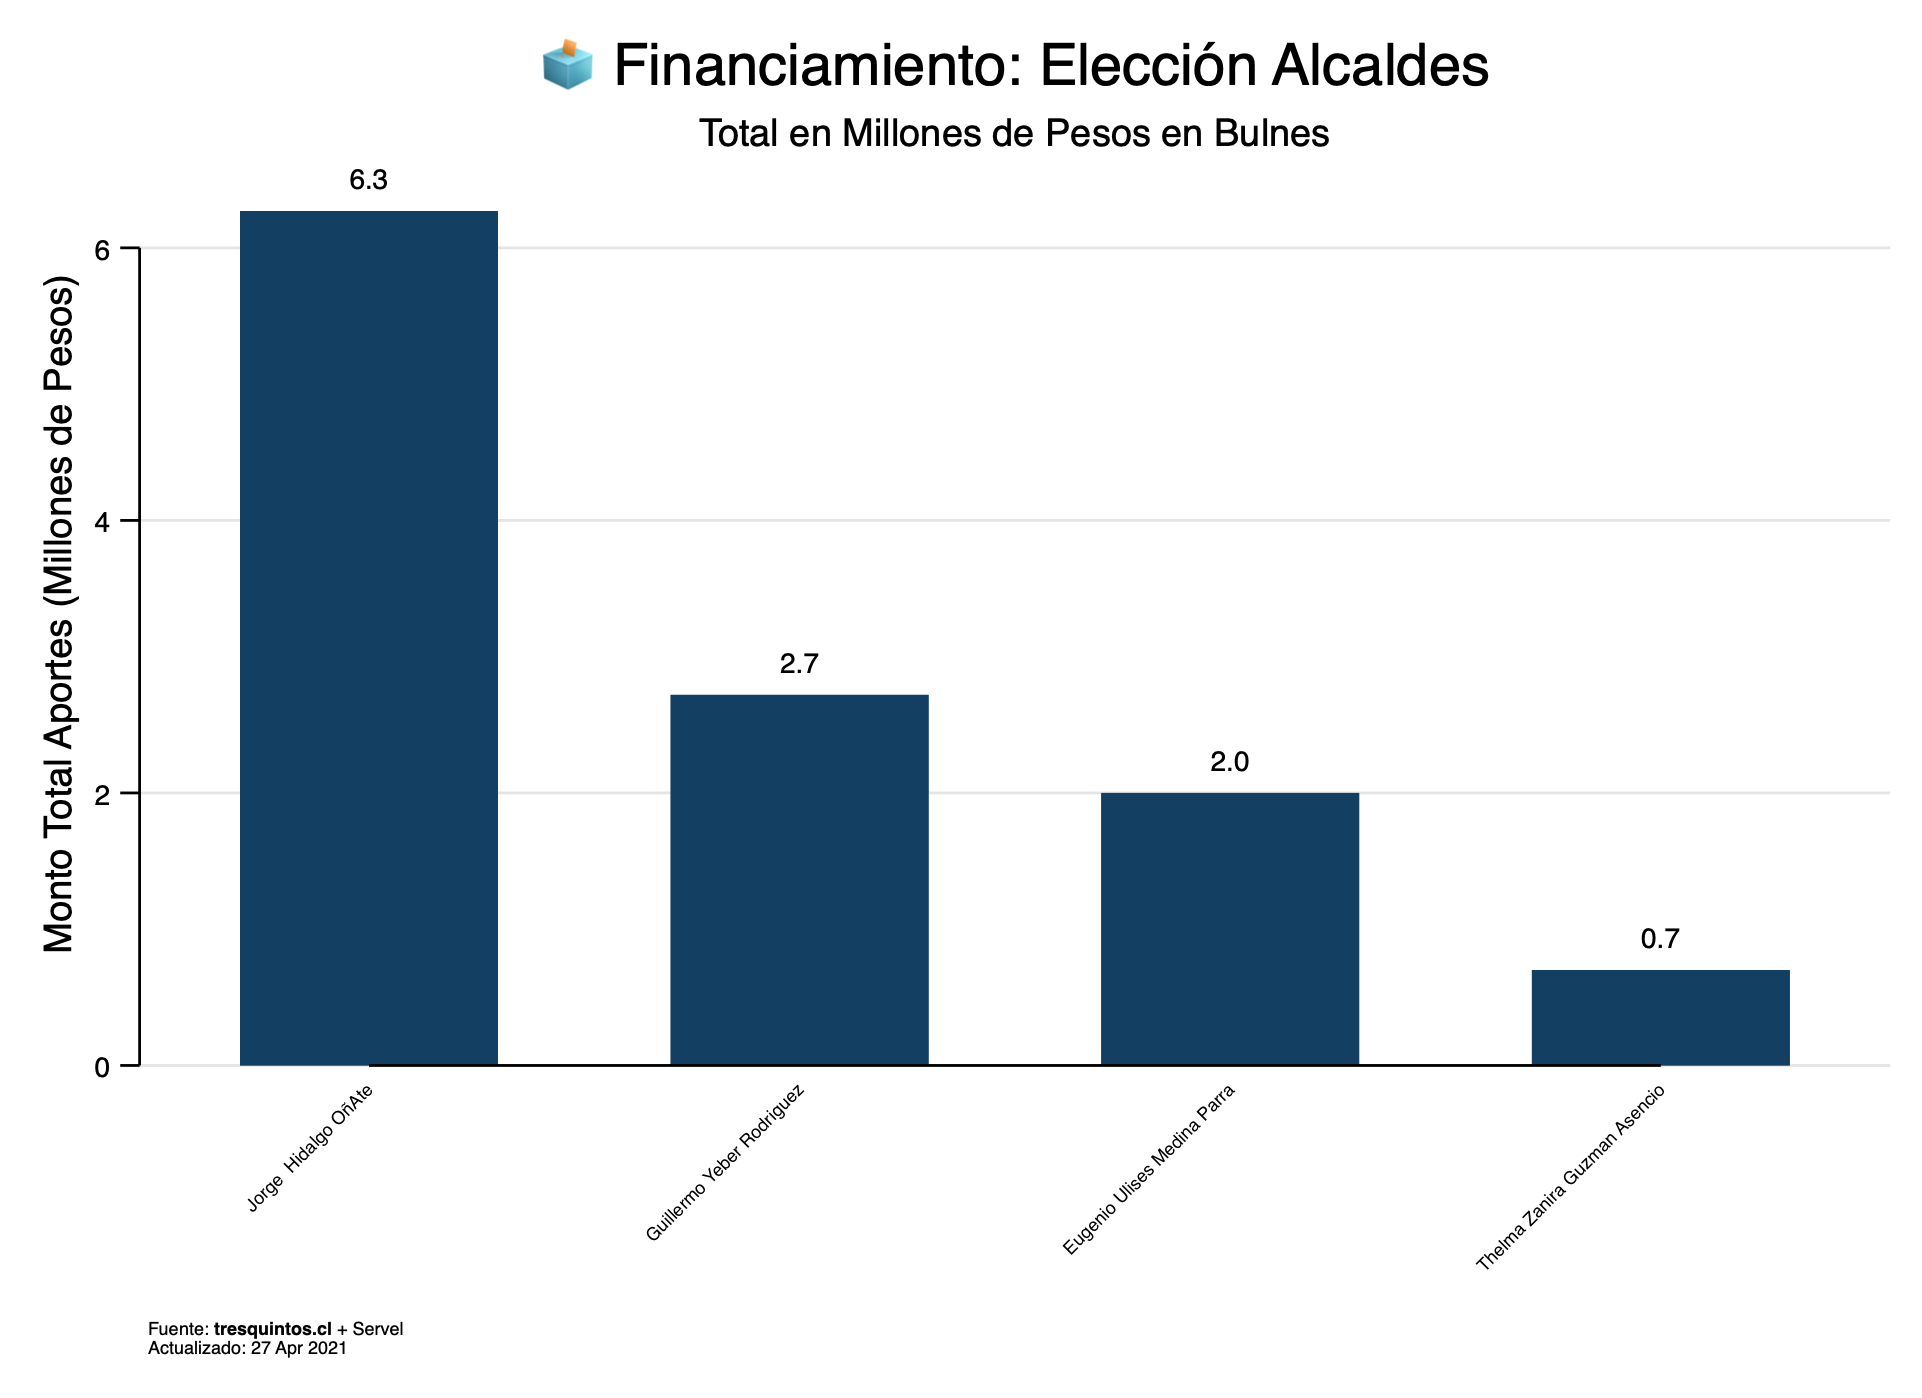 Financiamiento: Elección Alcaldes
Total en Millones de Pesos en Bulnes
Monto Total Aportes (Millones de Pesos)
6
4
2
0
6.3
2.7
2.0
0.7
Jorge  Hidalgo OñAte
Guillermo Yeber Rodriguez
Eugenio Ulises Medina Parra
Thelma Zanira Guzman Asencio
Fuente: tresquintos.cl + Servel
Actualizado: 27 Apr 2021